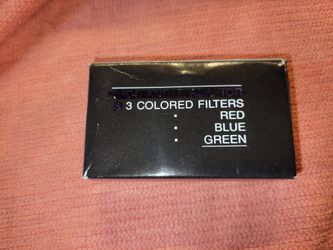 & 3 COLORED FILTERS
· RED
· BLUE
· GREEN